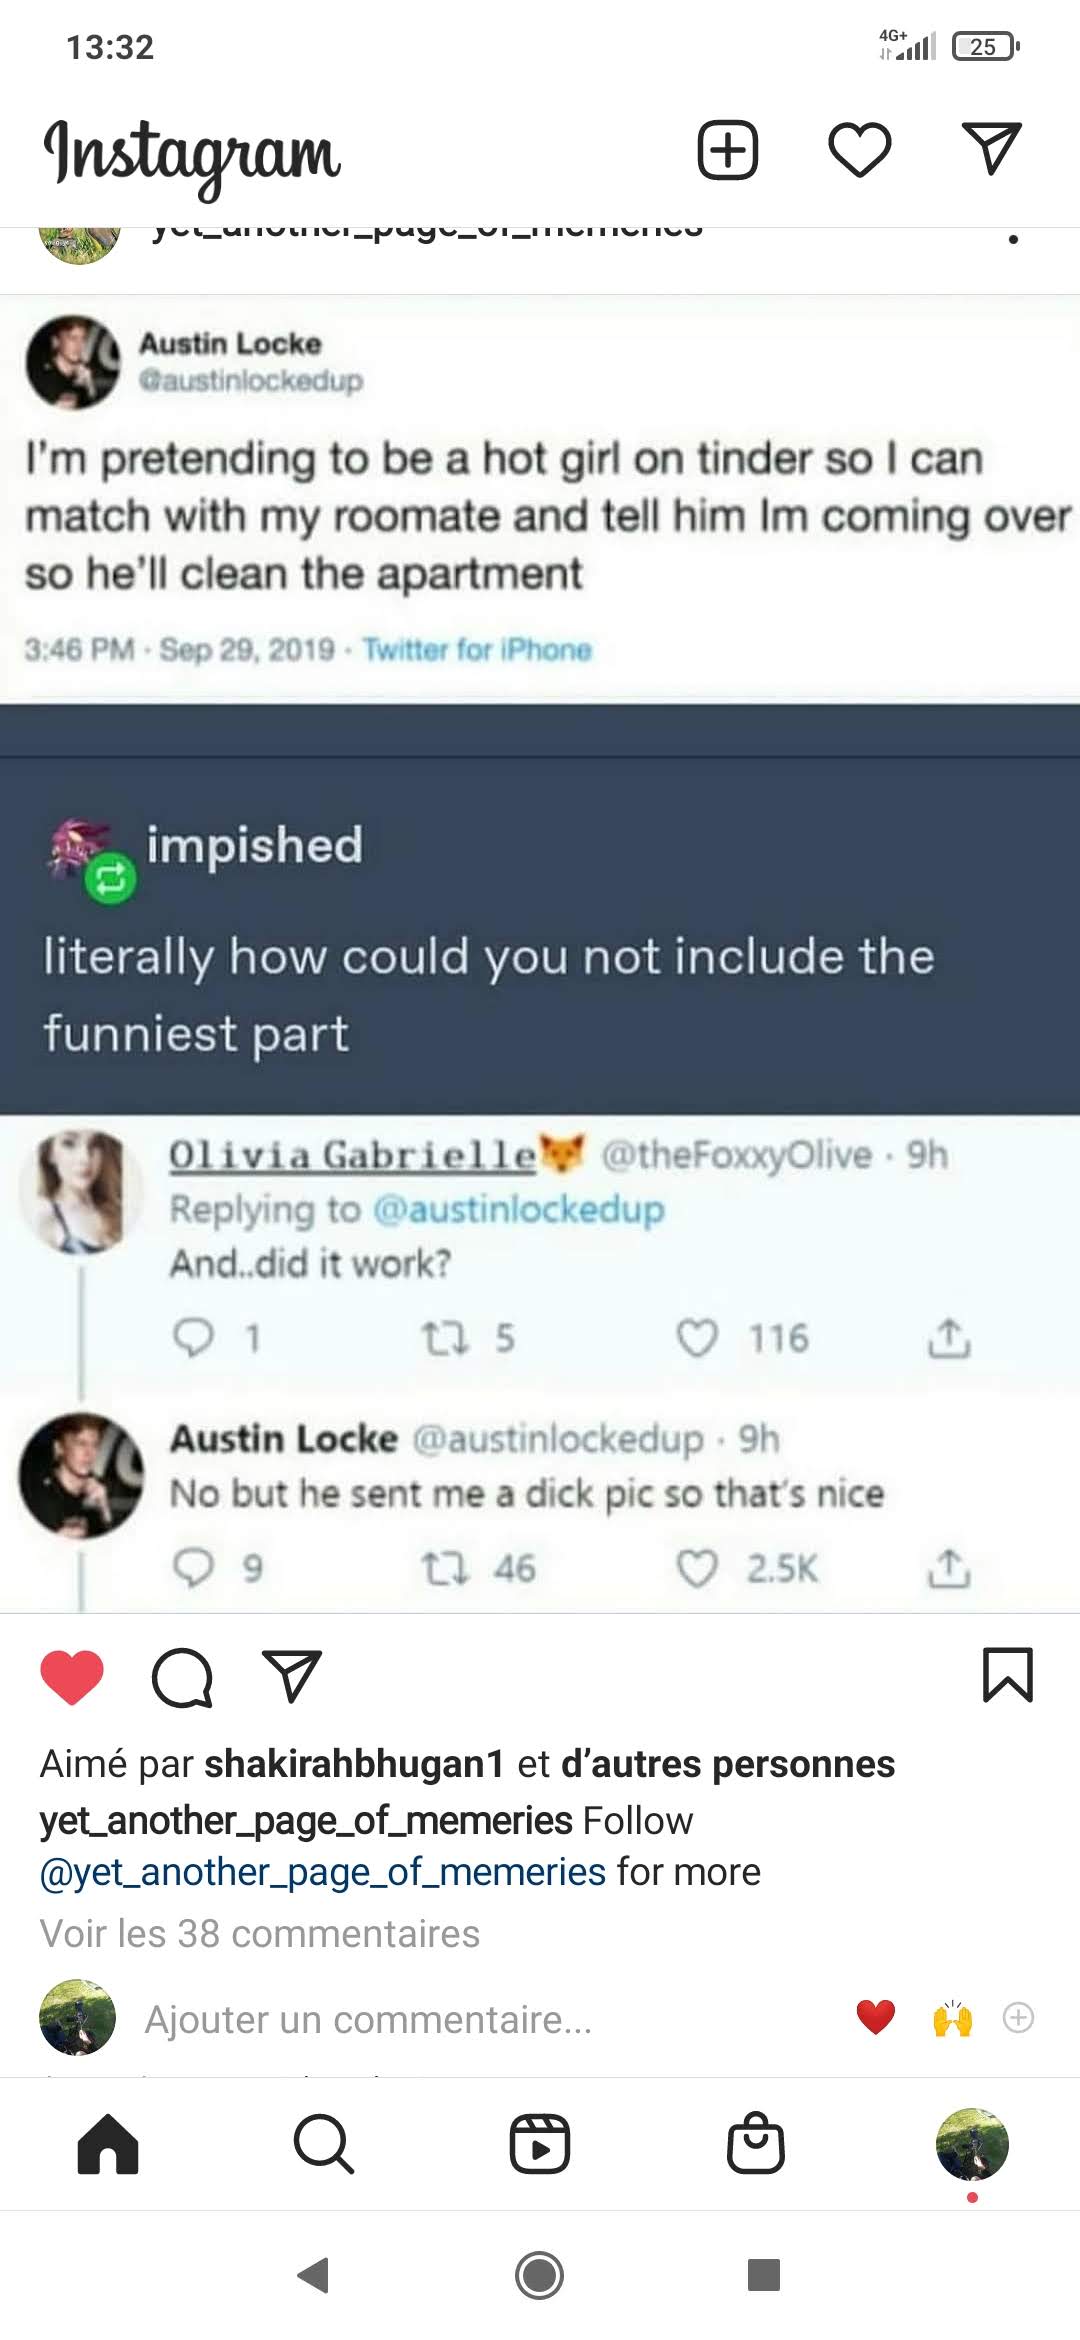 13:32
4G+
25
Instagram
yet_another_page_of_memeries
Austin Locke
@austinlockedup
I'm pretending to be a hot girl on tinder so I can
match with my roomate and tell him Im coming over
so he'll clean the apartment
3:46 PM · Sep 29, 2019 · Twitter for iPhone
impished
literally how could you not include the
funniest part
Olivia Gabrielle🦊 @theFoxxyOlive · 9h
Replying to @austinlockedup
And..did it work?
1 5 116
Austin Locke @austinlockedup · 9h
No but he sent me a dick pic so that's nice
9 46 2.5K
Aimé par shakirahbhugan1 et d'autres personnes
yet_another_page_of_memeries Follow
@yet_another_page_of_memeries for more
Voir les 38 commentaires
Ajouter un commentaire...